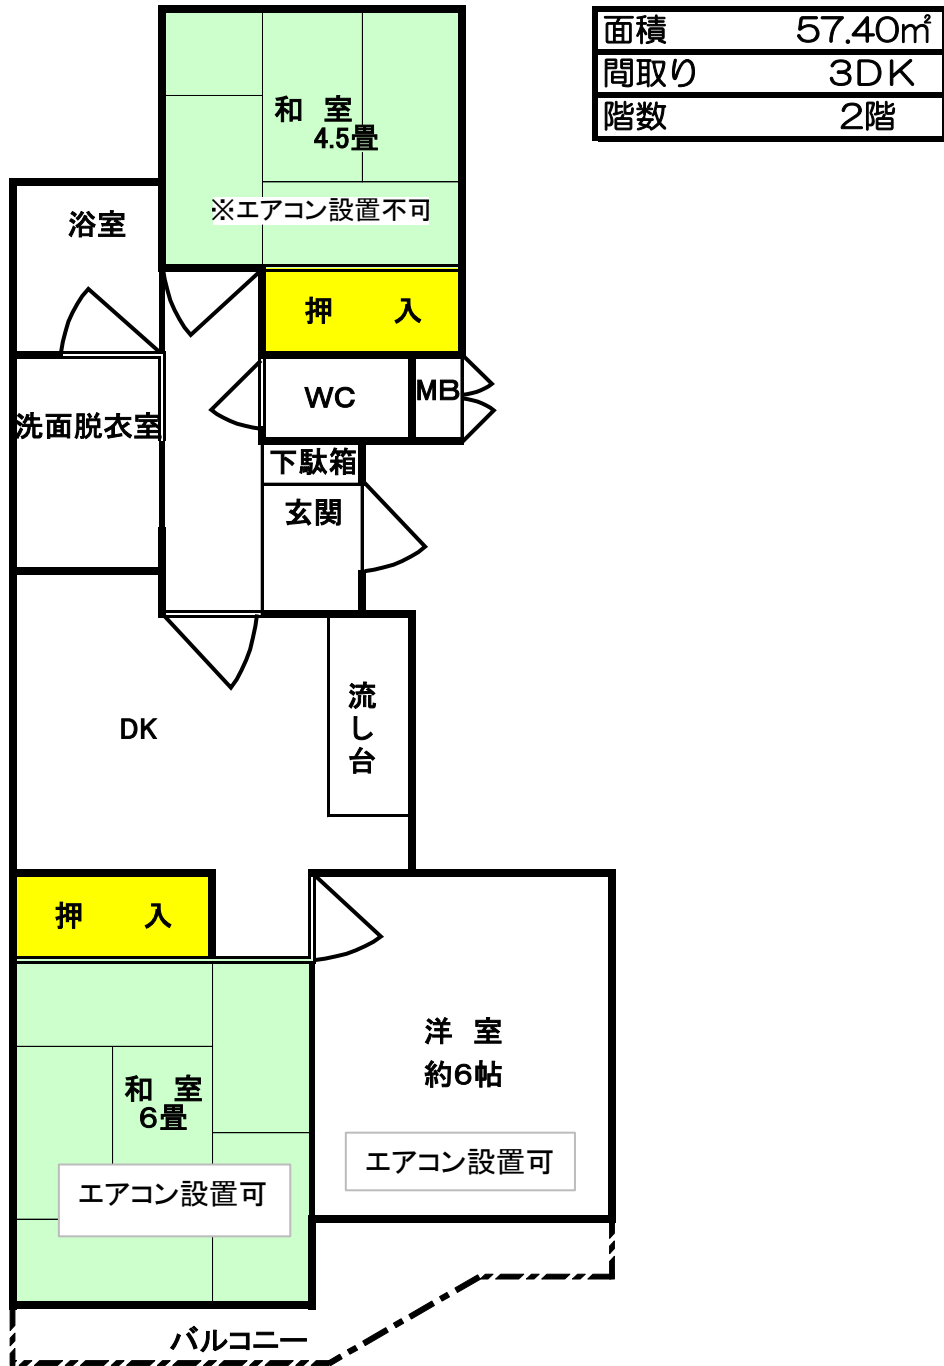 面積 57.40㎡
間取り 3DK
階数 2階
和 室
4.5畳
※エアコン設置不可
浴室
押 入
WC
MB
洗面脱衣室
下駄箱
玄関
流し台
DK
押 入
洋 室
約6帖
和 室
6畳
エアコン設置可
エアコン設置可
バルコニー